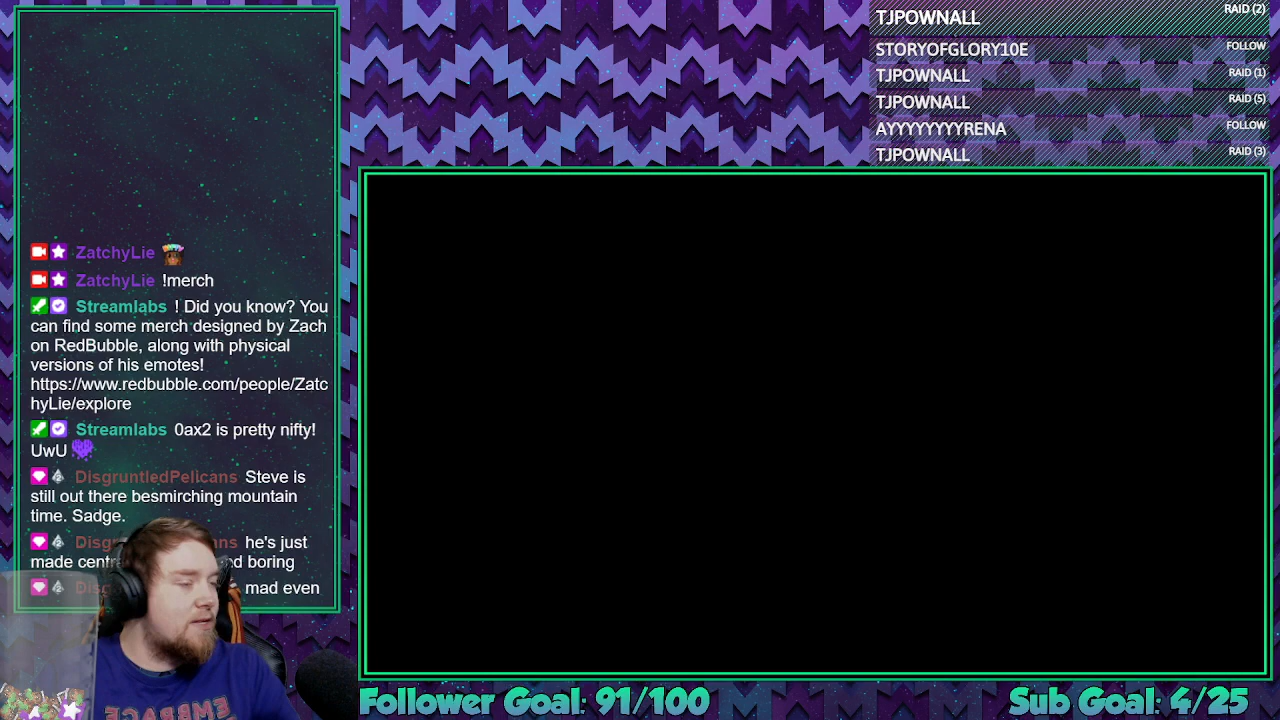 TJPOWNALL RAID (2)
STORYOFGLORY10E FOLLOW
TJPOWNALL RAID (1)
TJPOWNALL RAID (5)
AYYYYYYYYRENA FOLLOW
TJPOWNALL RAID (3)
ZatchyLie
ZatchyLie !merch
Streamlabs ! Did you know? You
can find some merch designed by Zach
on RedBubble, along with physical
versions of his emotes!
https://www.redbubble.com/people/Zatc
hyLie/explore
Streamlabs 0ax2 is pretty nifty!
UwU
DisgruntledPelicans Steve is
still out there besmirching mountain
time. Sadge.
he's just
made boring
mad even
EMBRACE
Follower Goal: 91/100
Sub Goal: 4/25